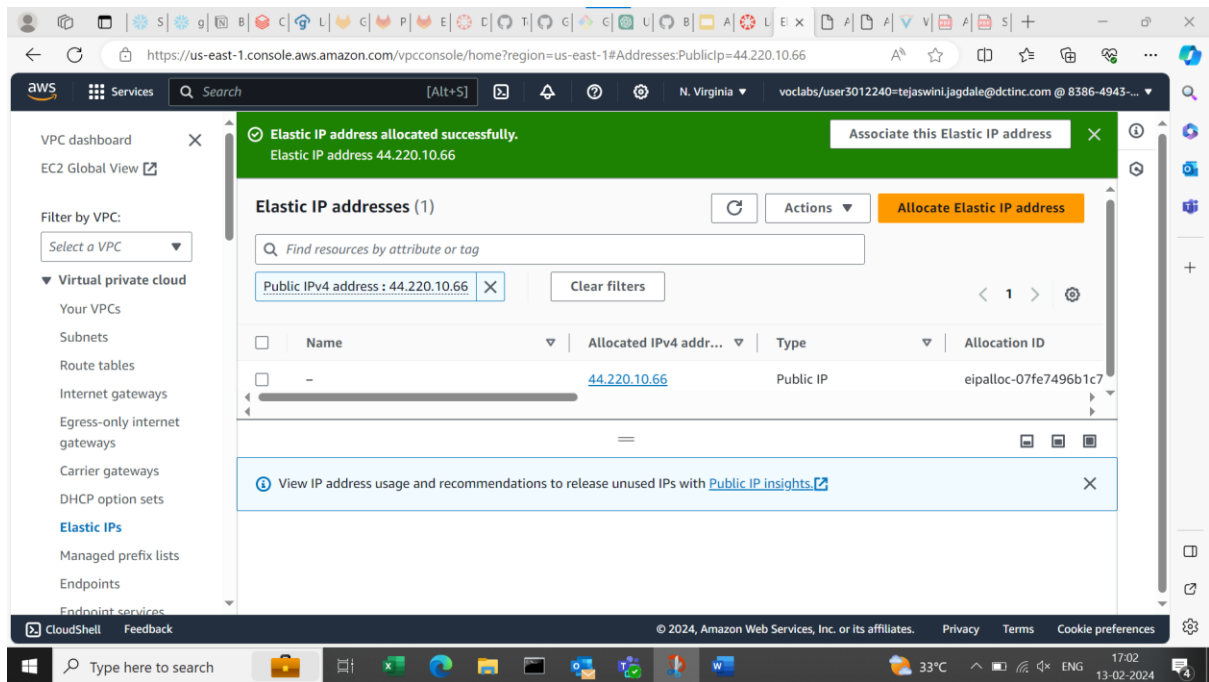 https://us-east-1.console.aws.amazon.com/vpcconsole/home?region=us-east-1#Addresses:PublicIp=44.220.10.66
aws
Services
Search
[Alt+S]
N. Virginia
voclabs/user3012240=tejaswini.jagdale@dctinc.com @ 8386-4943-...
VPC dashboard
EC2 Global View
Filter by VPC:
Select a VPC
Virtual private cloud
Your VPCs
Subnets
Route tables
Internet gateways
Egress-only internet
gateways
Carrier gateways
DHCP option sets
Elastic IPs
Managed prefix lists
Endpoints
Endpoint services
Elastic IP address allocated successfully.
Elastic IP address 44.220.10.66
Associate this Elastic IP address
Elastic IP addresses (1)
Actions
Allocate Elastic IP address
Find resources by attribute or tag
Public IPv4 address : 44.220.10.66
Clear filters
1
Name
Allocated IPv4 addr...
Type
Allocation ID
–
44.220.10.66
Public IP
eipalloc-07fe7496b1c7
View IP address usage and recommendations to release unused IPs with Public IP insights.
CloudShell
Feedback
© 2024, Amazon Web Services, Inc. or its affiliates.
Privacy
Terms
Cookie preferences
Type here to search
33°C
ENG
17:02
13-02-2024